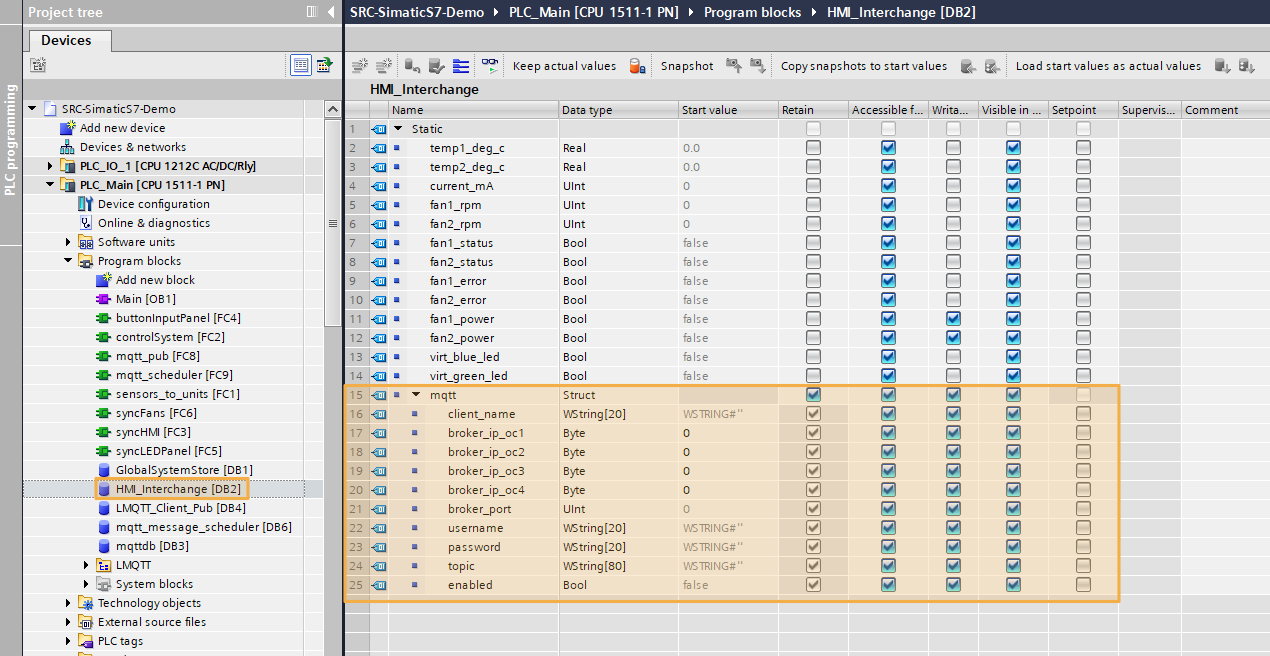 Project tree
SRC-SimaticS7-Demo PLC_Main [CPU 1511-1 PN] Program blocks HMI_Interchange [DB2]
Devices
PLC programming
Keep actual values Snapshot Copy snapshots to start values Load start values as actual values
HMI_Interchange
SRC-SimaticS7-Demo
Add new device
Devices & networks
PLC_IO_1 [CPU 1212C AC/DC/Rly]
PLC_Main [CPU 1511-1 PN]
Device configuration
Online & diagnostics
Software units
Program blocks
Add new block
Main [OB1]
buttonInputPanel [FC4]
controlSystem [FC2]
mqtt_pub [FC8]
mqtt_scheduler [FC9]
sensors_to_units [FC1]
syncFans [FC6]
syncHMI [FC3]
syncLEDPanel [FC5]
GlobalSystemStore [DB1]
HMI_Interchange [DB2]
LMQTT_Client_Pub [DB4]
mqtt_message_scheduler [DB6]
mqttdb [DB3]
LMQTT
System blocks
Technology objects
External source files
PLC tags
Name Data type Start value Retain Accessible f... Writa... Visible in ... Setpoint Supervis... Comment
1 Static
2 temp1_deg_c Real 0.0
3 temp2_deg_c Real 0.0
4 current_mA UInt 0
5 fan1_rpm UInt 0
6 fan2_rpm UInt 0
7 fan1_status Bool false
8 fan2_status Bool false
9 fan1_error Bool false
10 fan2_error Bool false
11 fan1_power Bool false
12 fan2_power Bool false
13 virt_blue_led Bool false
14 virt_green_led Bool false
15 mqtt Struct
16 client_name WString[20] WSTRING#''
17 broker_ip_oc1 Byte 0
18 broker_ip_oc2 Byte 0
19 broker_ip_oc3 Byte 0
20 broker_ip_oc4 Byte 0
21 broker_port UInt 0
22 username WString[20] WSTRING#''
23 password WString[20] WSTRING#''
24 topic WString[80] WSTRING#''
25 enabled Bool false